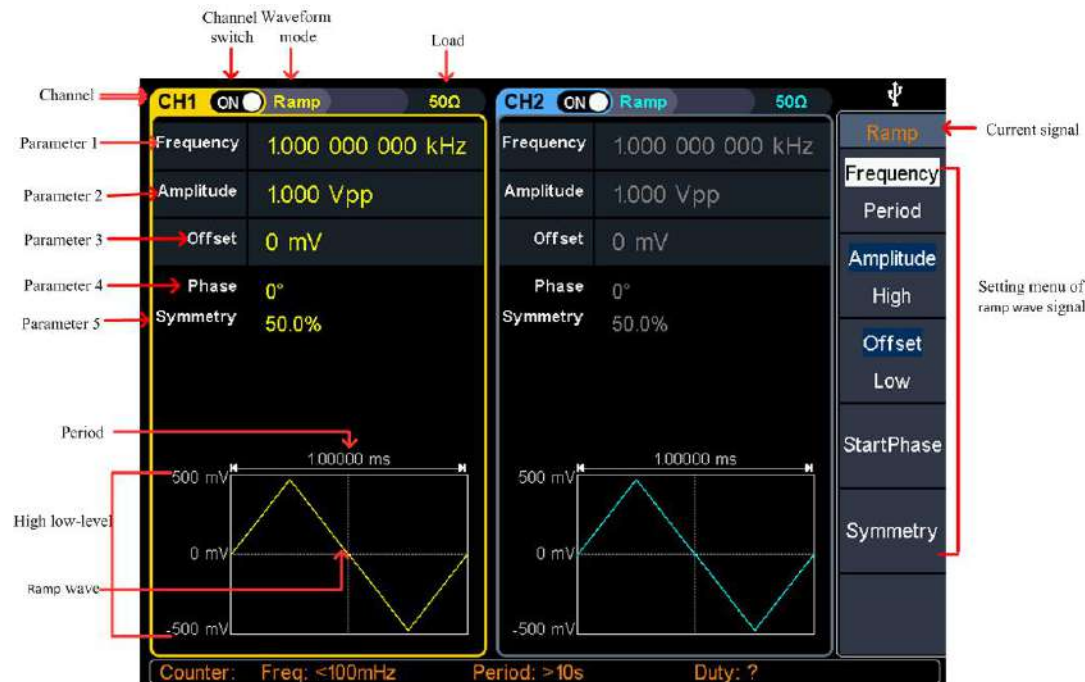 Channel Waveform
switch mode Load
Channel CH1 ON Ramp 50Ω CH2 ON Ramp 50Ω
Ramp Current signal
Parameter 1 Frequency 1.000 000 000 kHz Frequency 1.000 000 000 kHz
Frequency
Parameter 2 Amplitude 1.000 Vpp Amplitude 1.000 Vpp
Period
Parameter 3 Offset 0 mV Offset 0 mV
Amplitude
Parameter 4 Phase 0° Phase 0°
High
Setting menu of
ramp wave signal
Parameter 5 Symmetry 50.0% Symmetry 50.0%
Offset
Low
Period
StartPhase
1.00000 ms 1.00000 ms
500 mV 500 mV
High low-level
Symmetry
0 mV 0 mV
Ramp wave
-500 mV -500 mV
Counter: Freq: <100mHz Period: >10s Duty: ?